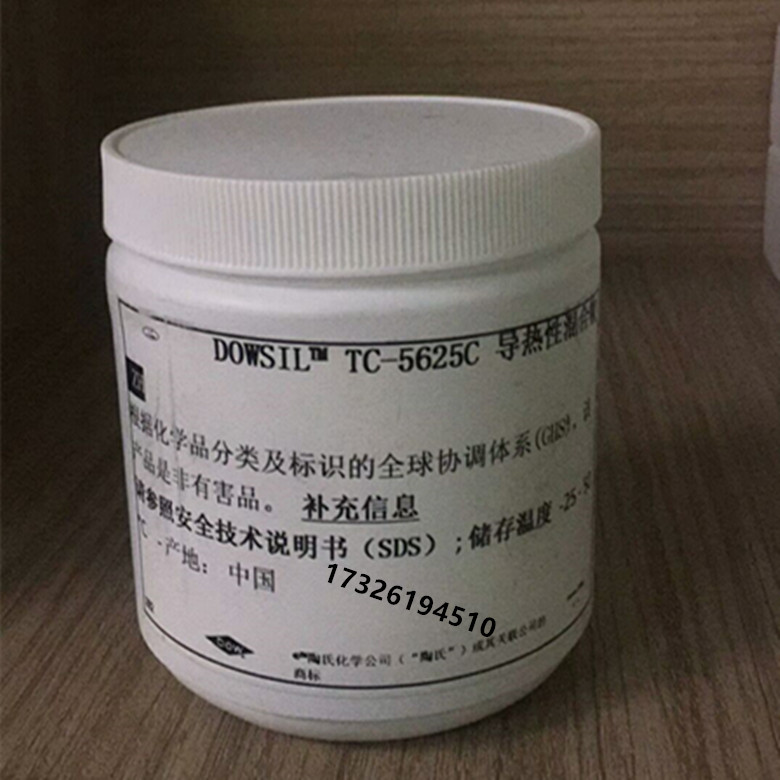 DOWSIL™ TC-5625C 导热性混合
根据化学品分类及标识的全球协调体系(GHS)，该
产品是非有害品。 补充信息
请参照安全技术说明书（SDS）；储存温度 -25-
℃ -产地：中国
17326194510
DOW
陶氏化学公司（“陶氏”）或其关联公司的
商标